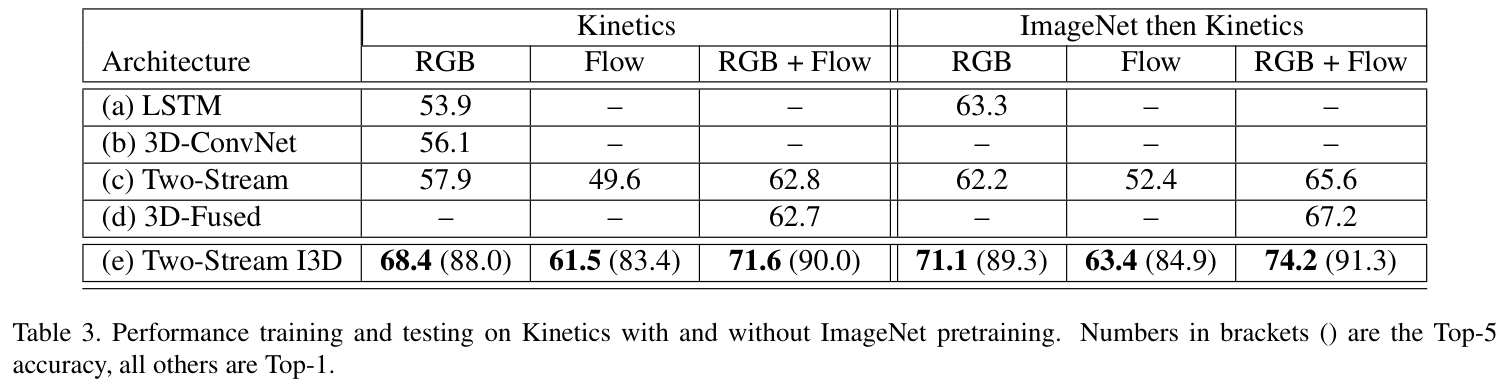 Kinetics ImageNet then Kinetics
Architecture RGB Flow RGB + Flow RGB Flow RGB + Flow
(a) LSTM 53.9 – – 63.3 – –
(b) 3D-ConvNet 56.1 – – – – –
(c) Two-Stream 57.9 49.6 62.8 62.2 52.4 65.6
(d) 3D-Fused – – 62.7 – – 67.2
(e) Two-Stream I3D 68.4 (88.0) 61.5 (83.4) 71.6 (90.0) 71.1 (89.3) 63.4 (84.9) 74.2 (91.3)
Table 3. Performance training and testing on Kinetics with and without ImageNet pretraining. Numbers in brackets () are the Top-5
accuracy, all others are Top-1.